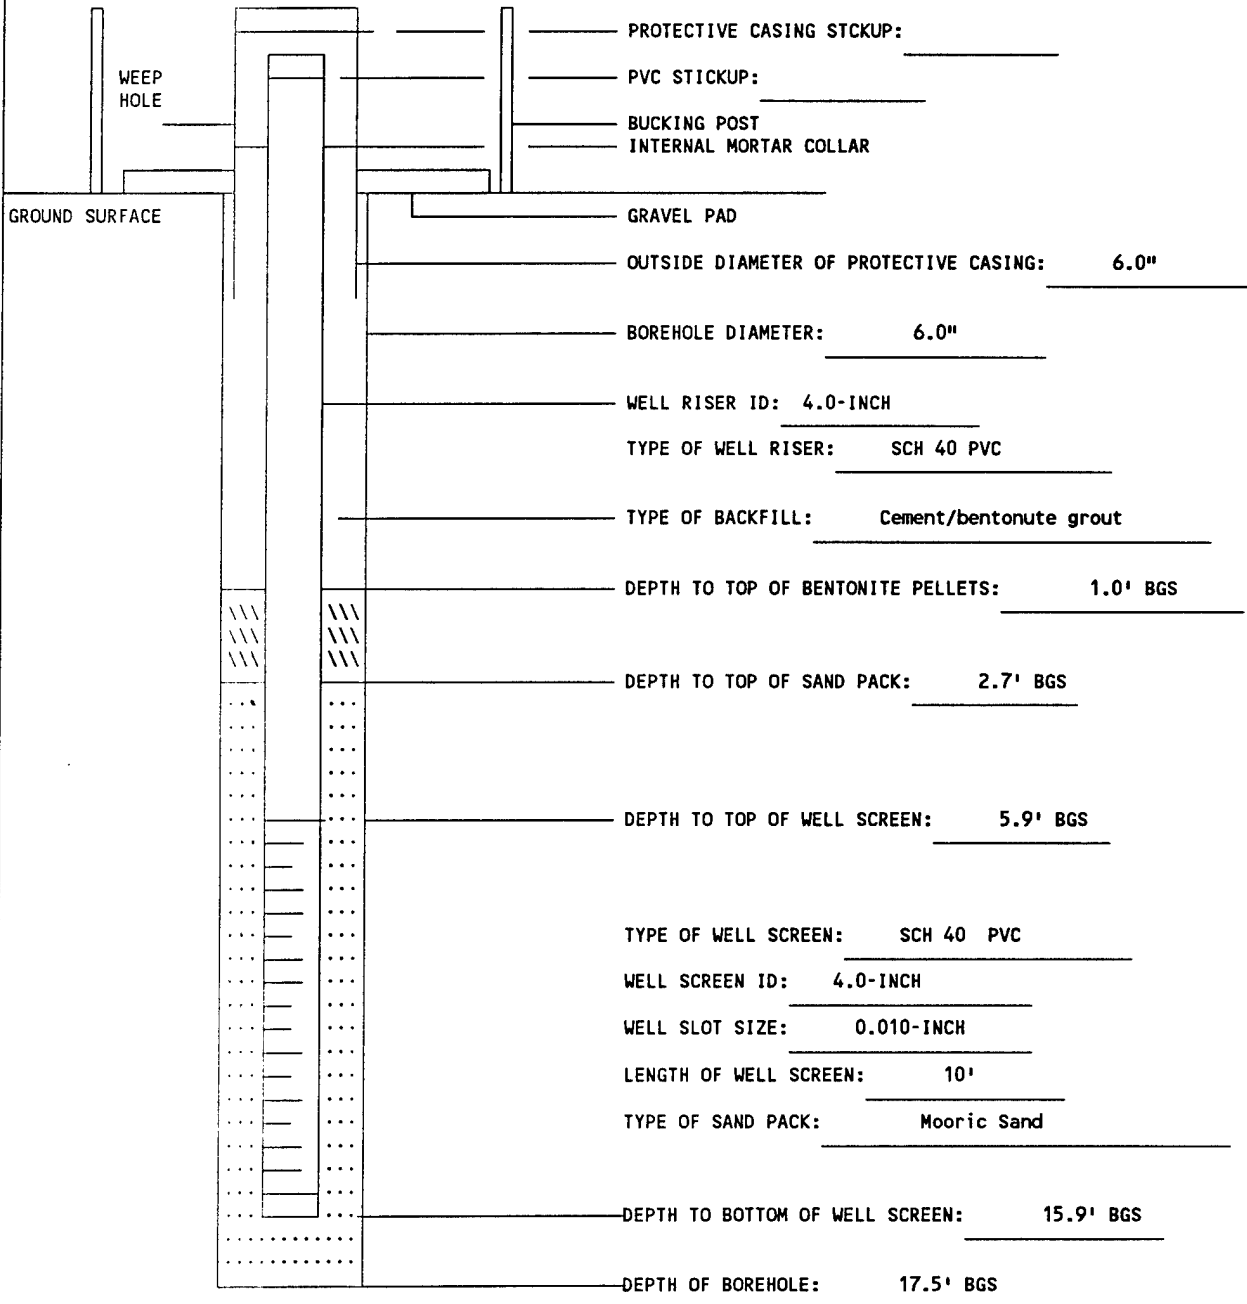 PROTECTIVE CASING STCKUP:
WEEP
HOLE
PVC STICKUP:
BUCKING POST
INTERNAL MORTAR COLLAR
GROUND SURFACE
GRAVEL PAD
OUTSIDE DIAMETER OF PROTECTIVE CASING: 6.0"
BOREHOLE DIAMETER: 6.0"
WELL RISER ID: 4.0-INCH
TYPE OF WELL RISER: SCH 40 PVC
TYPE OF BACKFILL: Cement/bentonute grout
DEPTH TO TOP OF BENTONITE PELLETS: 1.0' BGS
DEPTH TO TOP OF SAND PACK: 2.7' BGS
DEPTH TO TOP OF WELL SCREEN: 5.9' BGS
TYPE OF WELL SCREEN: SCH 40 PVC
WELL SCREEN ID: 4.0-INCH
WELL SLOT SIZE: 0.010-INCH
LENGTH OF WELL SCREEN: 10'
TYPE OF SAND PACK: Mooric Sand
DEPTH TO BOTTOM OF WELL SCREEN: 15.9' BGS
DEPTH OF BOREHOLE: 17.5' BGS